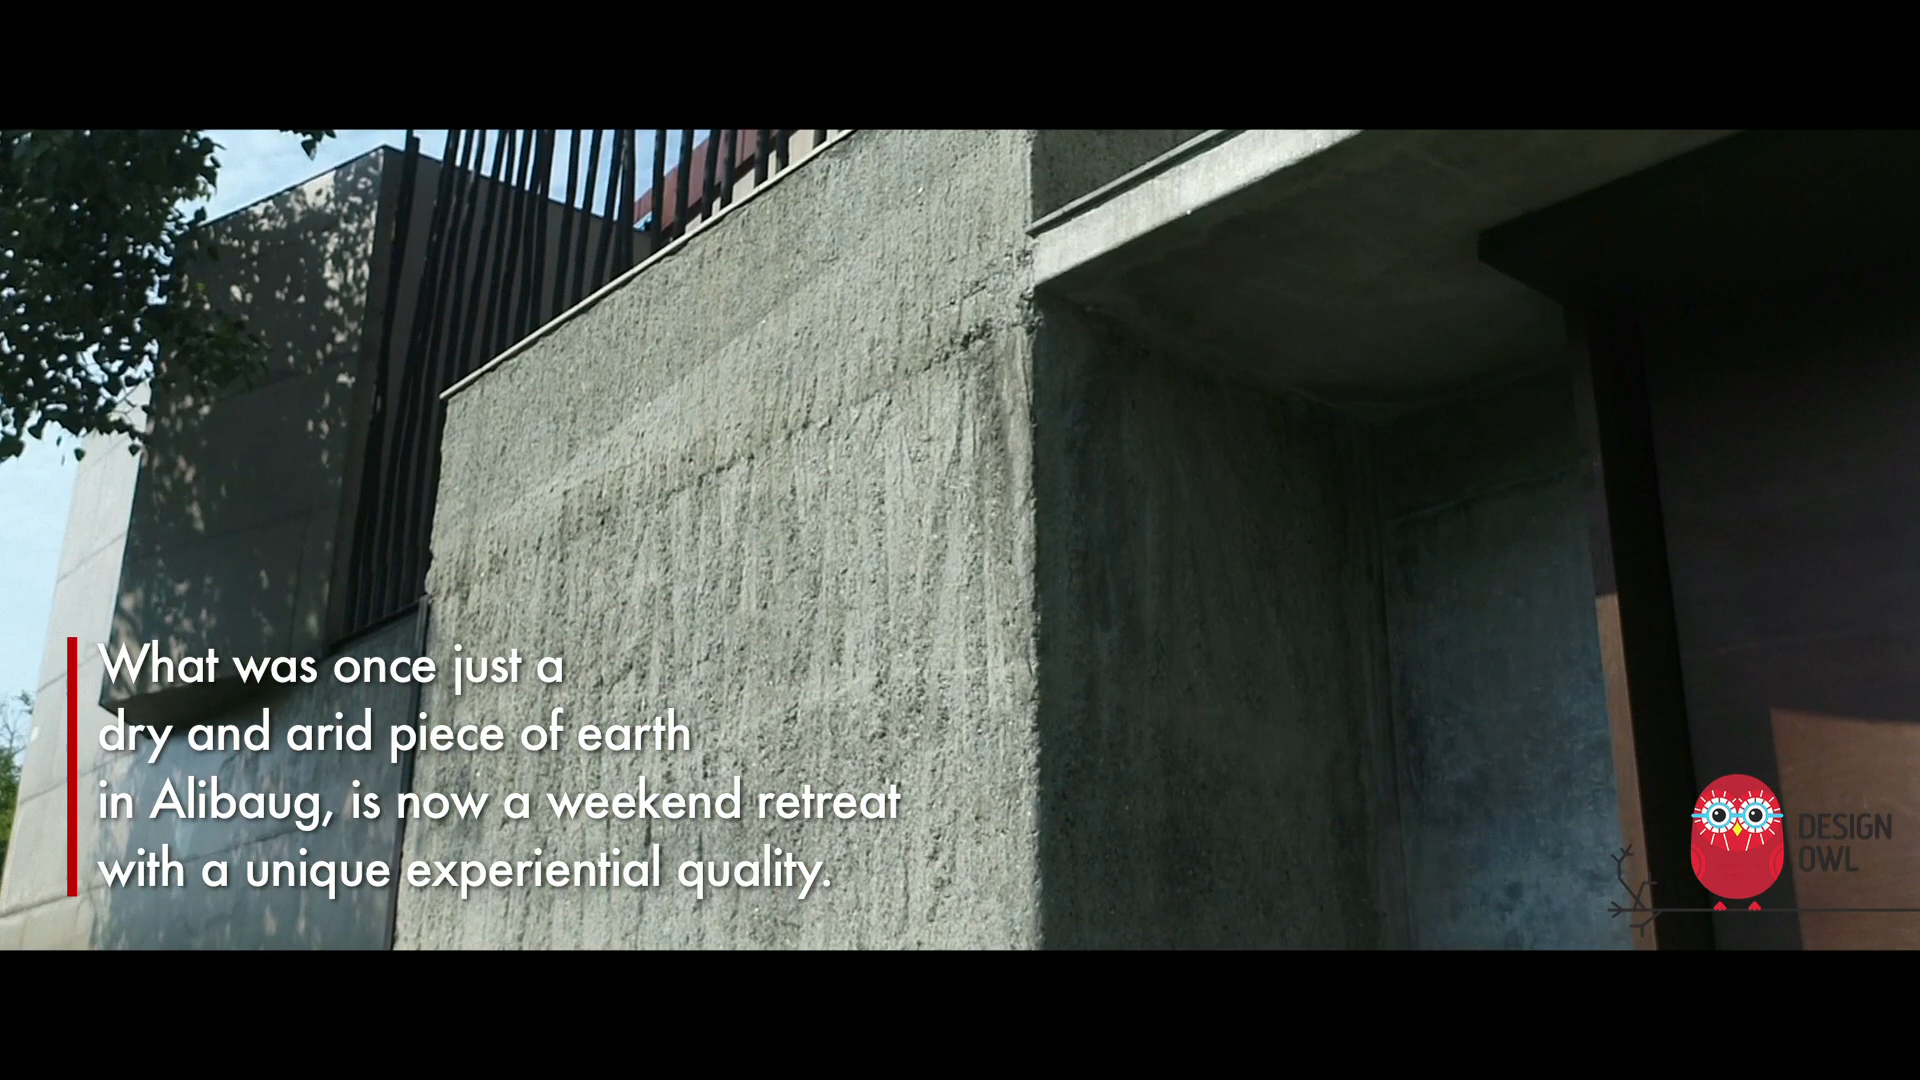 What was once just a
dry and arid piece of earth
in Alibaug, is now a weekend retreat
with a unique experiential quality.
DESIGN
OWL